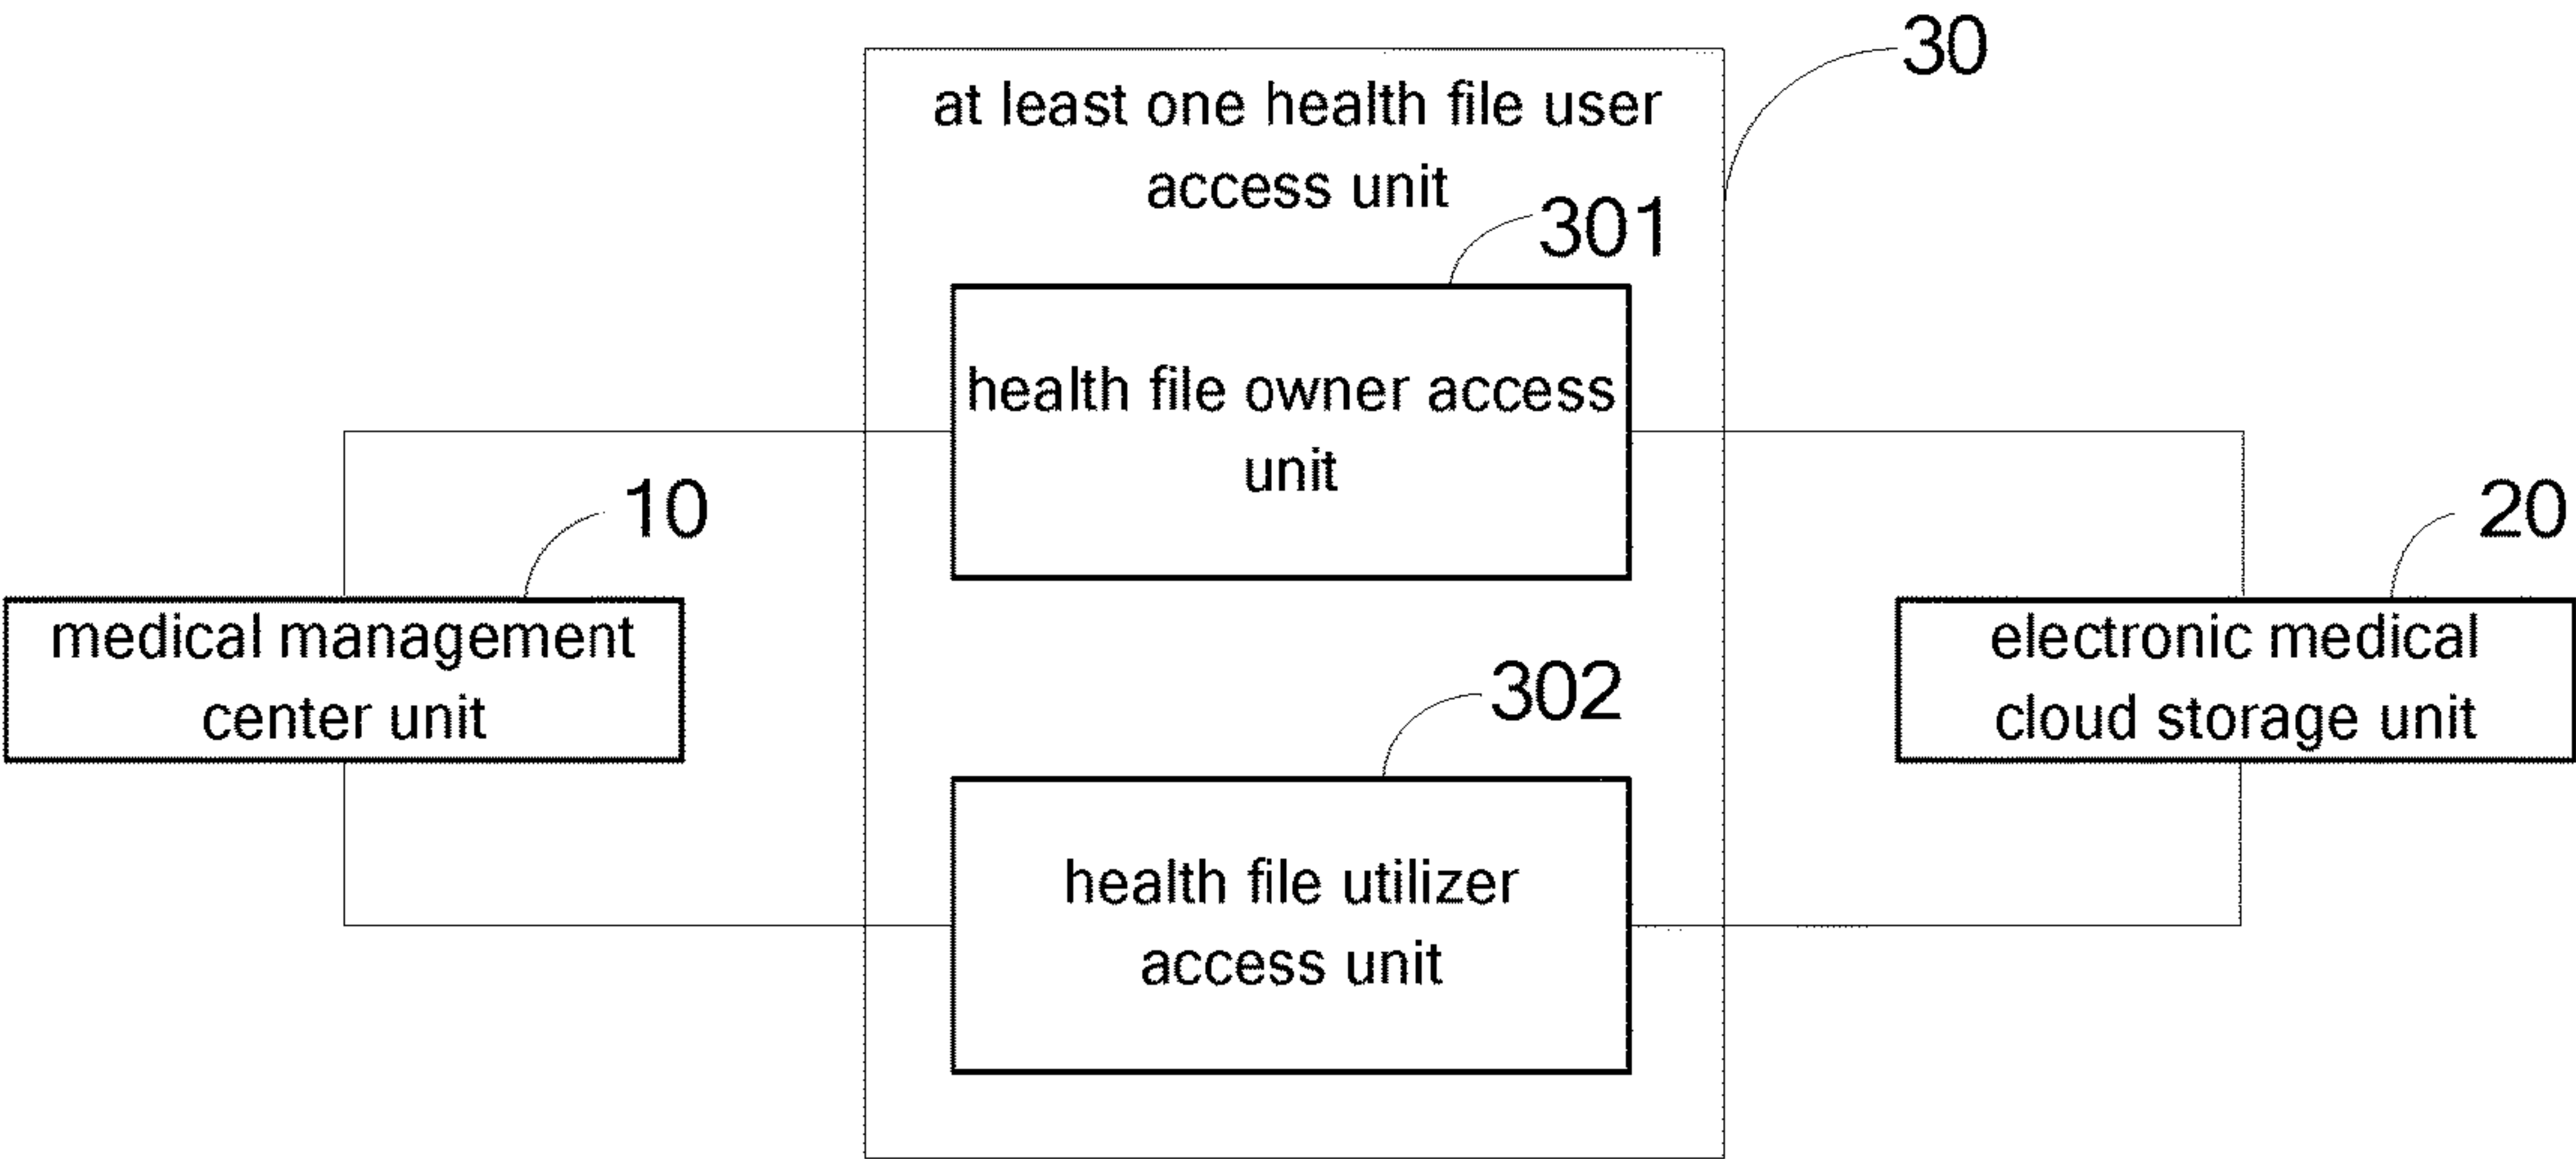 30
at least one health file user
access unit
301
health file owner access
unit
10
medical management
center unit
20
electronic medical
cloud storage unit
302
health file utilizer
access unit